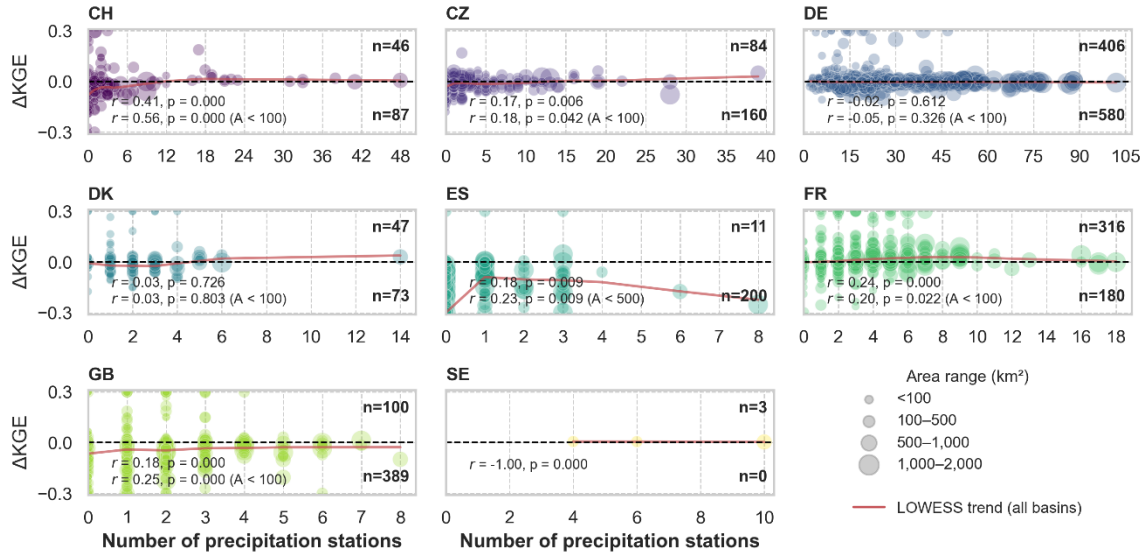 CH
CZ
DE
ΔKGE
0.3
0.0
−0.3
n=46
r = 0.41, p = 0.000
r = 0.56, p = 0.000 (A < 100)
n=87
0 6 12 18 24 30 36 42 48
n=84
r = 0.17, p = 0.006
r = 0.18, p = 0.042 (A < 100)
n=160
0 5 10 15 20 25 30 35 40
n=406
r = -0.02, p = 0.612
r = -0.05, p = 0.326 (A < 100)
n=580
0 15 30 45 60 75 90 105
DK
ES
FR
ΔKGE
0.3
0.0
−0.3
n=47
r = 0.03, p = 0.726
r = 0.03, p = 0.803 (A < 100)
n=73
0 2 4 6 8 10 12 14
n=11
r = 0.18, p = 0.009
r = 0.23, p = 0.009 (A < 500)
n=200
0 1 2 3 4 5 6 7 8
n=316
r = 0.24, p = 0.000
r = 0.20, p = 0.022 (A < 100)
n=180
0 2 4 6 8 10 12 14 16 18
GB
SE
ΔKGE
0.3
0.0
−0.3
n=100
r = 0.18, p = 0.000
r = 0.25, p = 0.000 (A < 100)
n=389
0 1 2 3 4 5 6 7 8
Number of precipitation stations
n=3
r = -1.00, p = 0.000
n=0
0 2 4 6 8 10
Number of precipitation stations
Area range (km²)
<100
100–500
500–1,000
1,000–2,000
LOWESS trend (all basins)